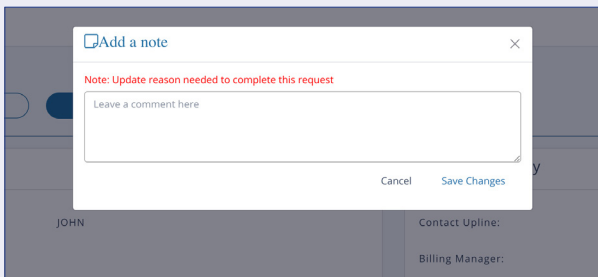 Add a note
Note: Update reason needed to complete this request
Leave a comment here
Cancel Save Changes
y
JOHN Contact Upline:
Billing Manager: